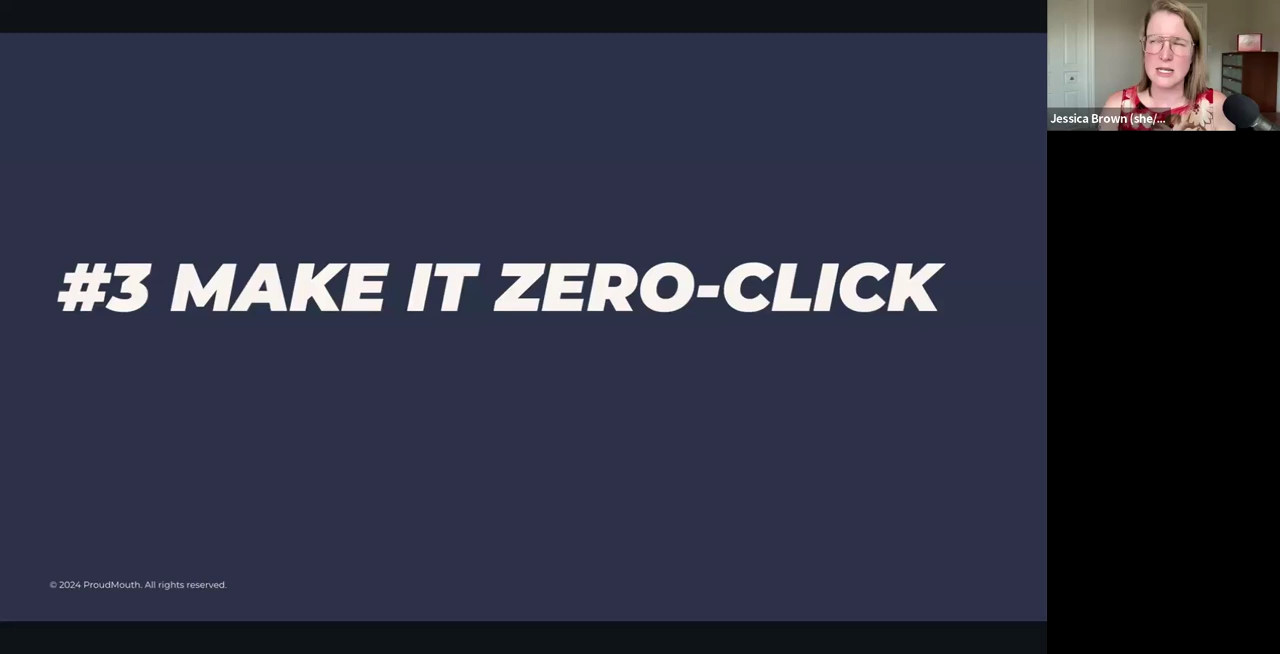 #3 MAKE IT ZERO-CLICK
© 2024 ProudMouth. All rights reserved.
Jessica Brown (she/...